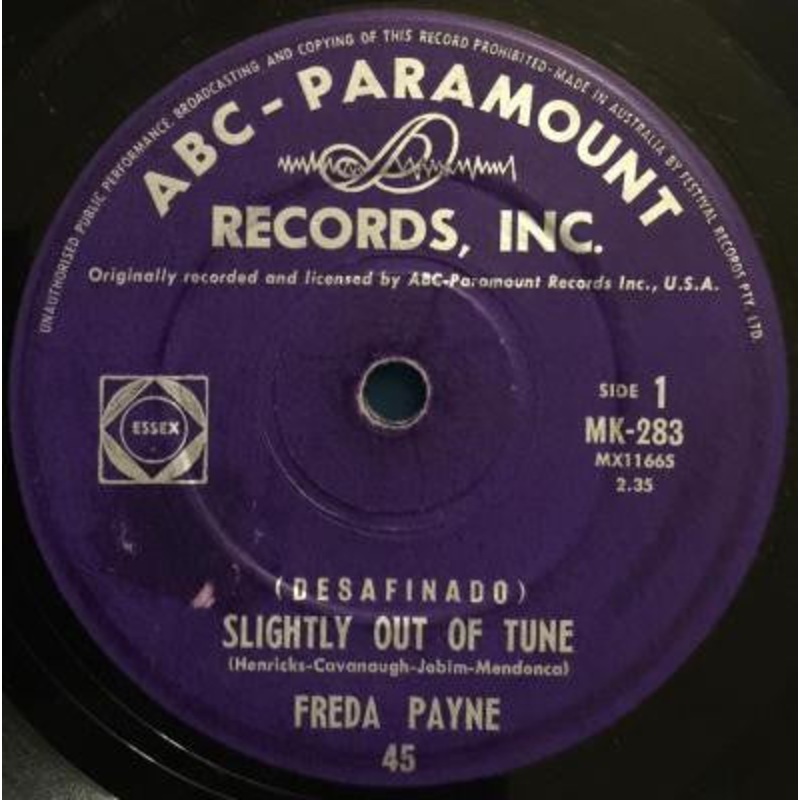 UNAUTHORISED PUBLIC PERFORMANCE, BROADCASTING AND COPYING OF THIS RECORD PROHIBITED-MADE IN AUSTRALIA BY FESTIVAL RECORDS PTY. LTD.
ABC-PARAMOUNT
RECORDS, INC.
Originally recorded and licensed by ABC-Paramount Records Inc., U.S.A.
ESSEX
SIDE 1
MK-283
MX11665
2.35
(DESAFINADO)
SLIGHTLY OUT OF TUNE
(Henricks-Cavanaugh-Jobim-Mendonca)
FREDA PAYNE
45